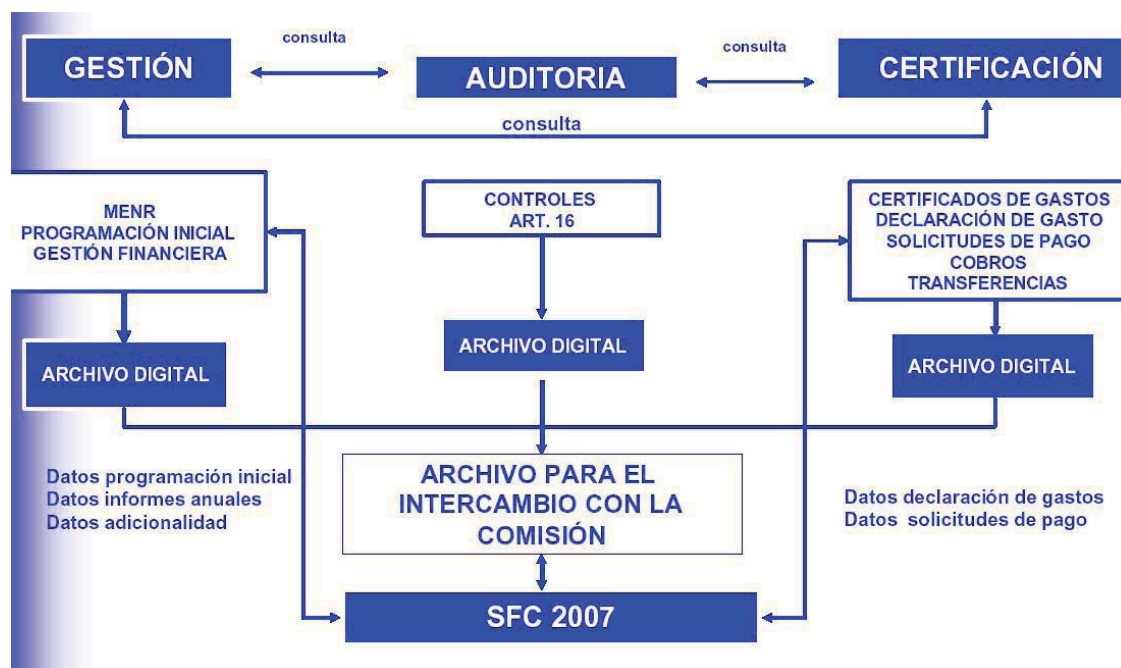 consulta
consulta
GESTIÓN
AUDITORIA
CERTIFICACIÓN
consulta
MENR
PROGRAMACIÓN INICIAL
GESTIÓN FINANCIERA
CONTROLES
ART. 16
CERTIFICADOS DE GASTOS
DECLARACIÓN DE GASTO
SOLICITUDES DE PAGO
COBROS
TRANSFERENCIAS
ARCHIVO DIGITAL
ARCHIVO DIGITAL
ARCHIVO DIGITAL
Datos programación inicial
Datos informes anuales
Datos adicionalidad
ARCHIVO PARA EL
INTERCAMBIO CON LA
COMISIÓN
Datos declaración de gastos
Datos solicitudes de pago
SFC 2007